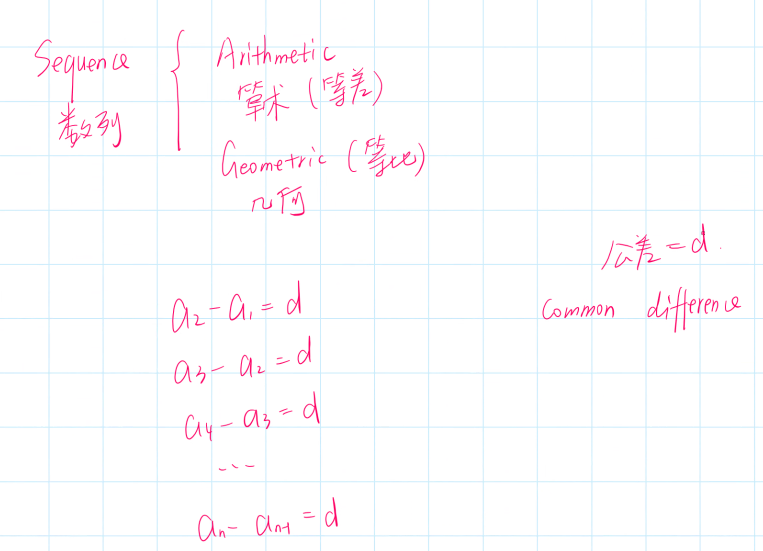 Sequence
数列
Arithmetic
算术 (等差)
Geometric (等比)
几何
公差 = d.
Common difference
a₂ - a₁ = d
a₃ - a₂ = d
a₄ - a₃ = d
...
aₙ - aₙ₋₁ = d